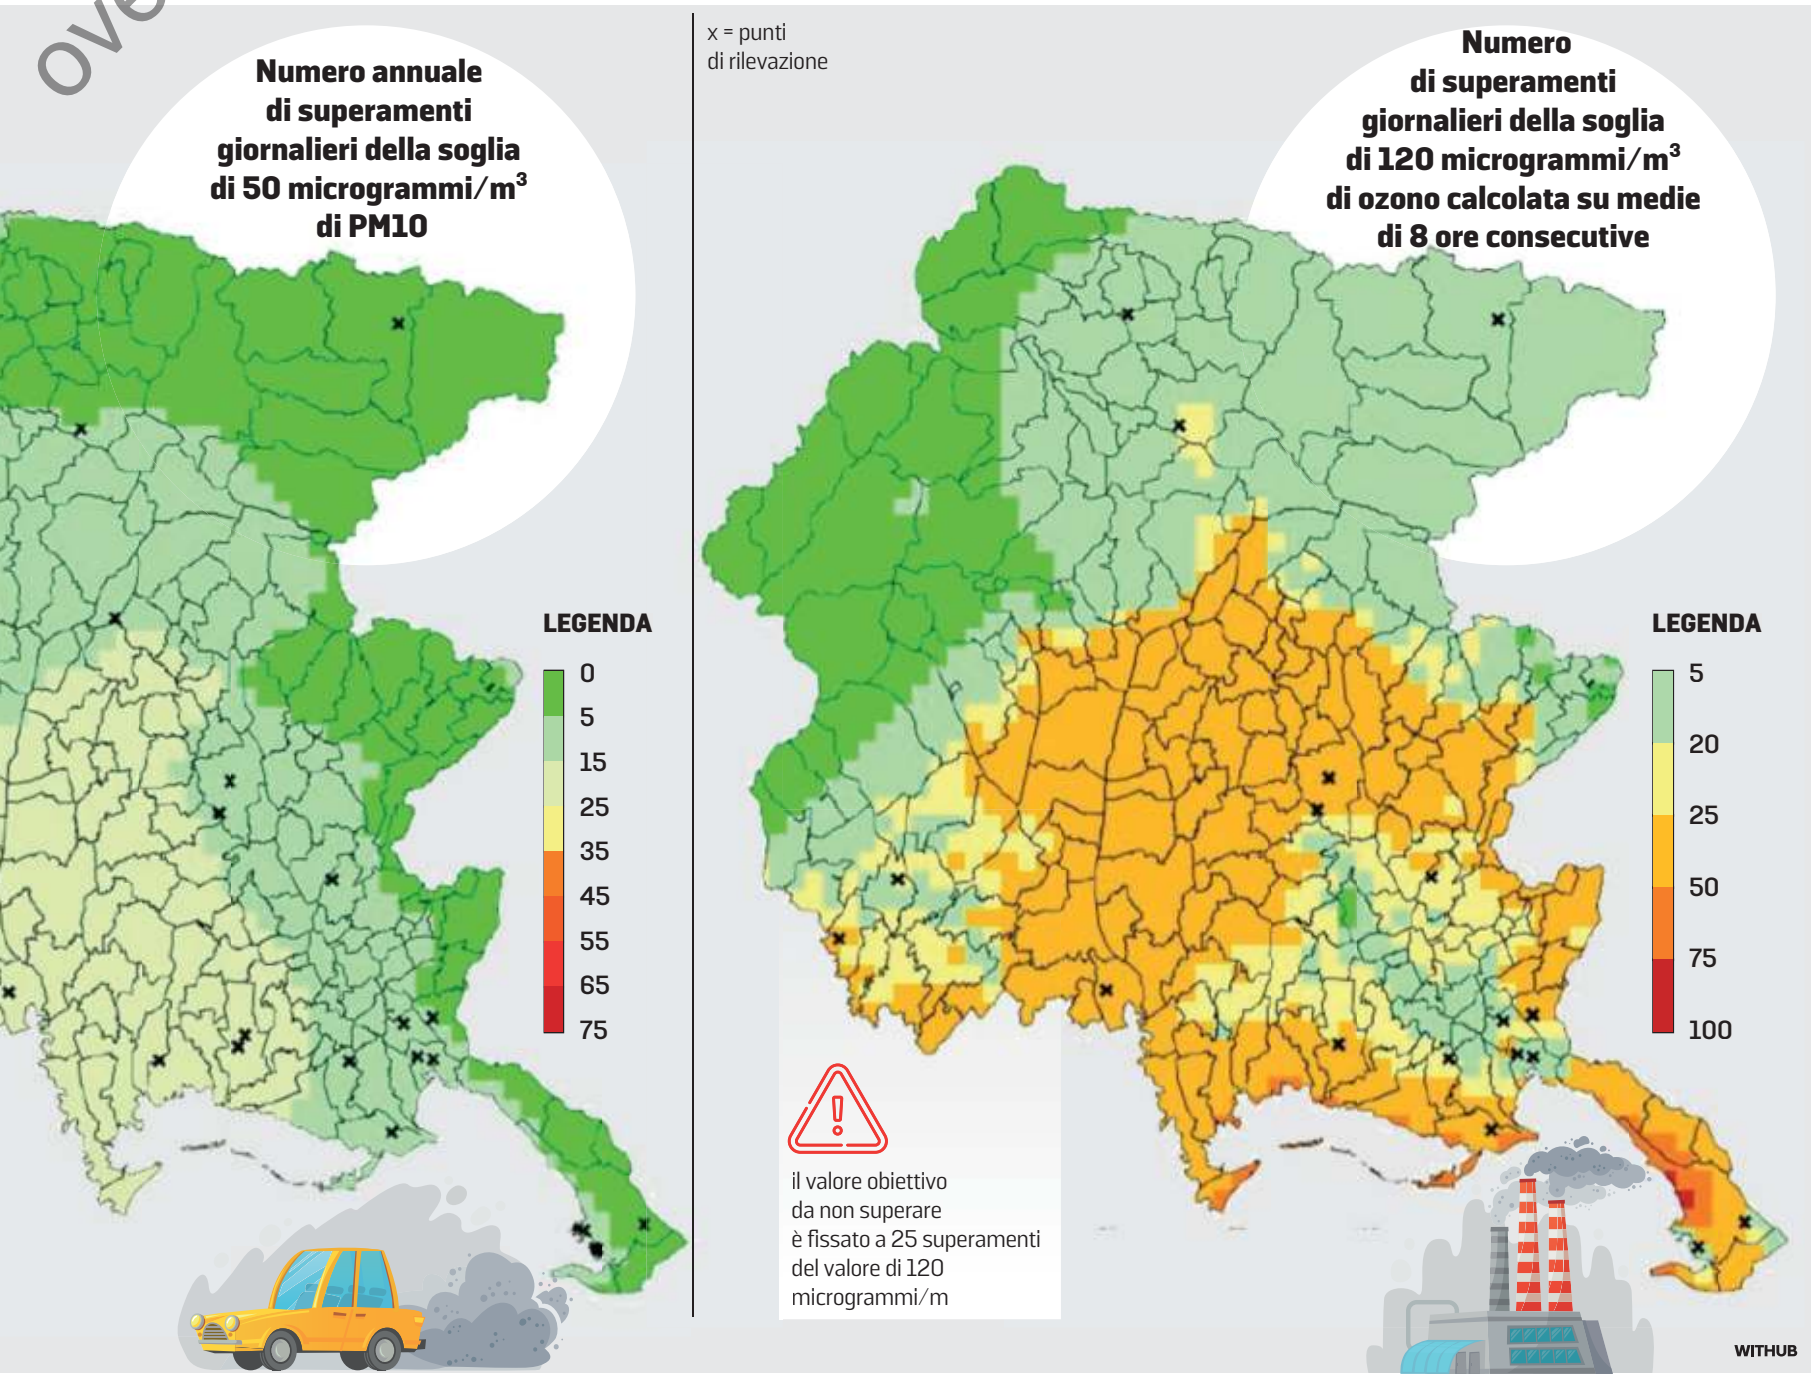 Numero annuale
di superamenti
giornalieri della soglia
di 50 microgrammi/m³
di PM10
LEGENDA
0
5
15
25
35
45
55
65
75
x = punti
di rilevazione
Numero
di superamenti
giornalieri della soglia
di 120 microgrammi/m³
di ozono calcolata su medie
di 8 ore consecutive
LEGENDA
5
20
25
50
75
100
il valore obiettivo
da non superare
è fissato a 25 superamenti
del valore di 120
microgrammi/m
WITHUB